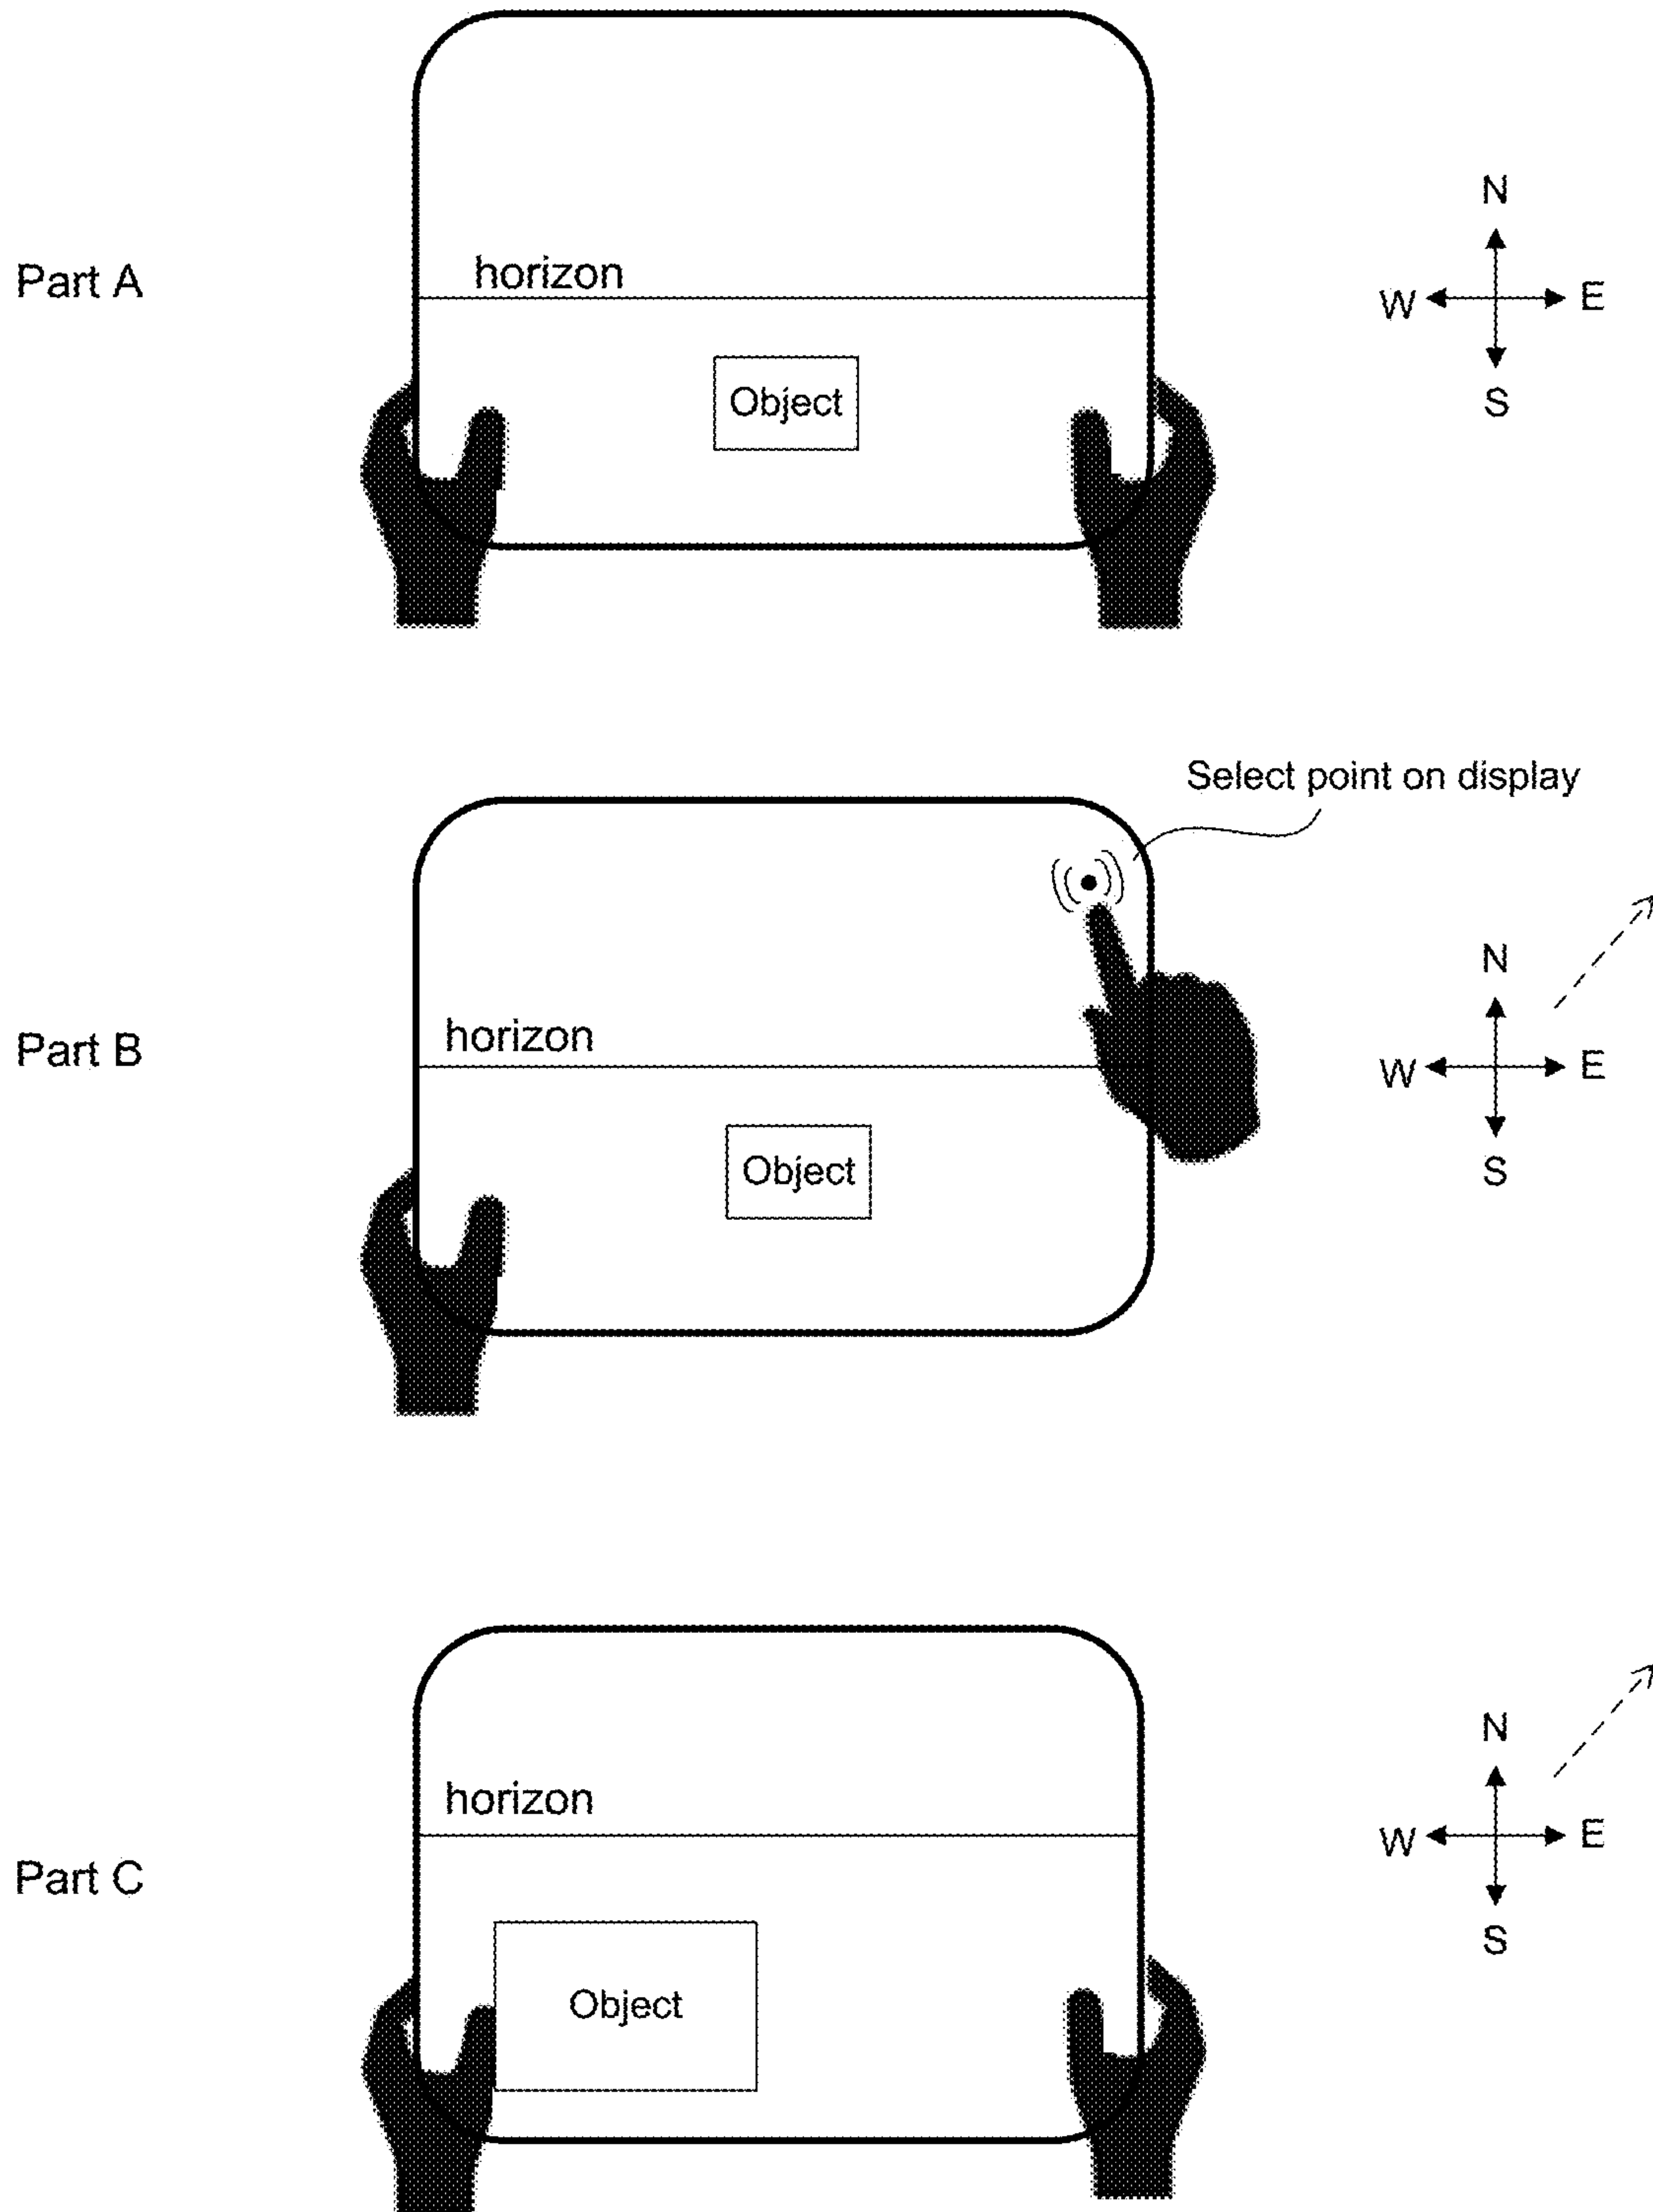 N
Part A
horizon
W
E
Object
S
Select point on display
N
Part B
horizon
W
E
Object
S
N
horizon
Part C
W
E
S
Object